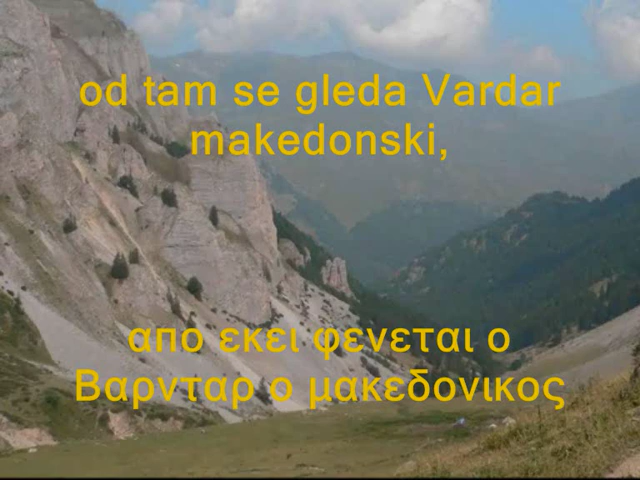 od tam se gleda Vardar
makedonski,
απο εκει φενεται ο
Βαρνταρ ο μακεδονικος